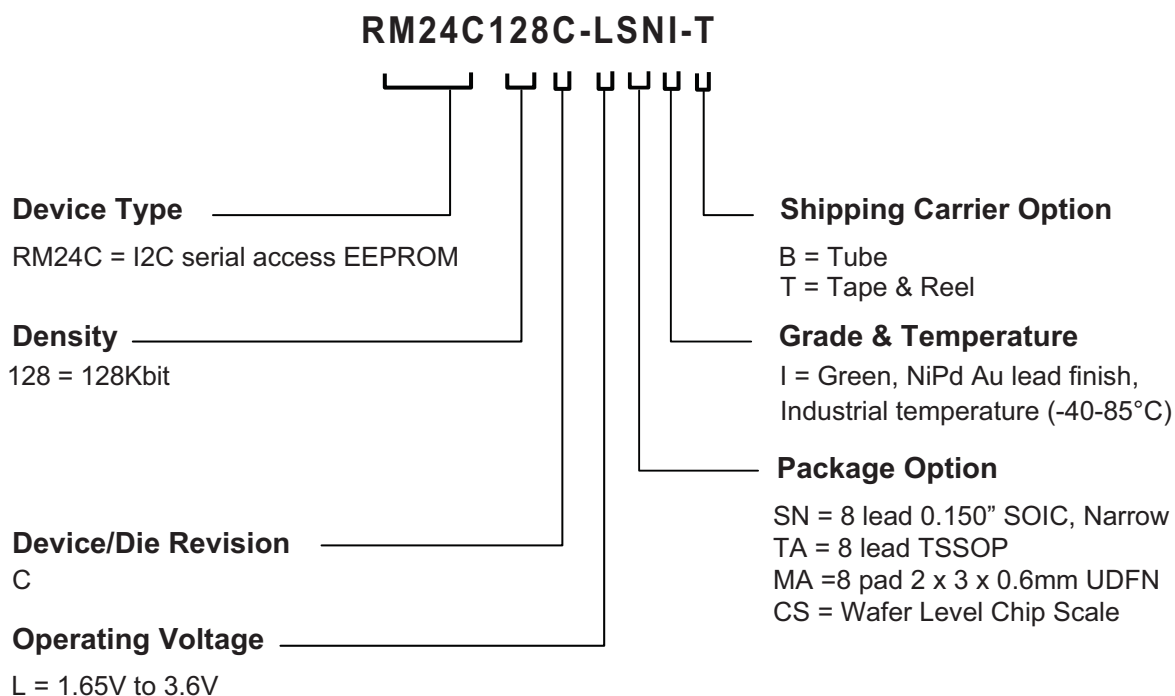 RM24C128C-LSNI-T
Device Type
RM24C = I2C serial access EEPROM
Density
128 = 128Kbit
Device/Die Revision
C
Operating Voltage
L = 1.65V to 3.6V
Shipping Carrier Option
B = Tube
T = Tape & Reel
Grade & Temperature
I = Green, NiPd Au lead finish,
Industrial temperature (-40-85°C)
Package Option
SN = 8 lead 0.150” SOIC, Narrow
TA = 8 lead TSSOP
MA =8 pad 2 x 3 x 0.6mm UDFN
CS = Wafer Level Chip Scale